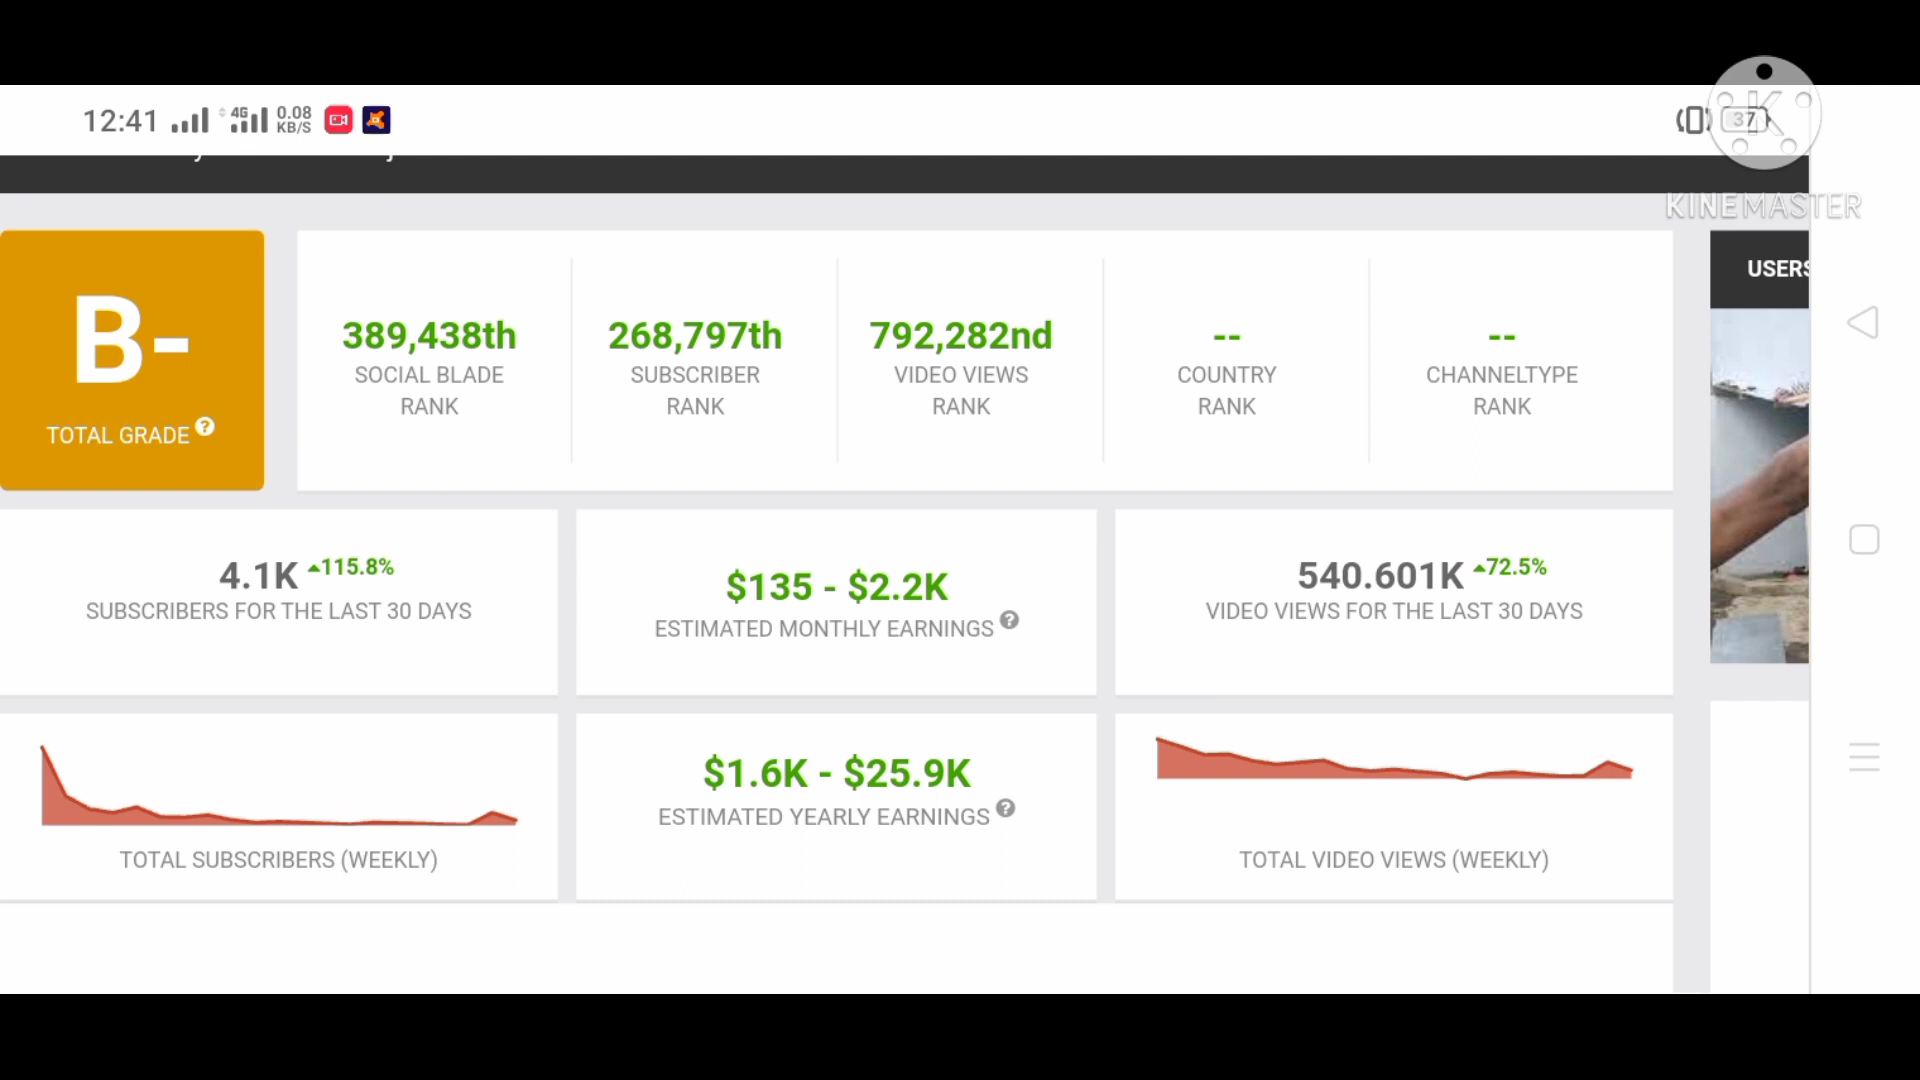 12:41 4G 0.08 KB/S 37
K
KINEMASTER
USERS
B-
TOTAL GRADE ?
389,438th
SOCIAL BLADE
RANK
268,797th
SUBSCRIBER
RANK
792,282nd
VIDEO VIEWS
RANK
--
COUNTRY
RANK
--
CHANNELTYPE
RANK
4.1K 115.8%
SUBSCRIBERS FOR THE LAST 30 DAYS
$135 - $2.2K
ESTIMATED MONTHLY EARNINGS ?
540.601K 72.5%
VIDEO VIEWS FOR THE LAST 30 DAYS
TOTAL SUBSCRIBERS (WEEKLY)
$1.6K - $25.9K
ESTIMATED YEARLY EARNINGS ?
TOTAL VIDEO VIEWS (WEEKLY)